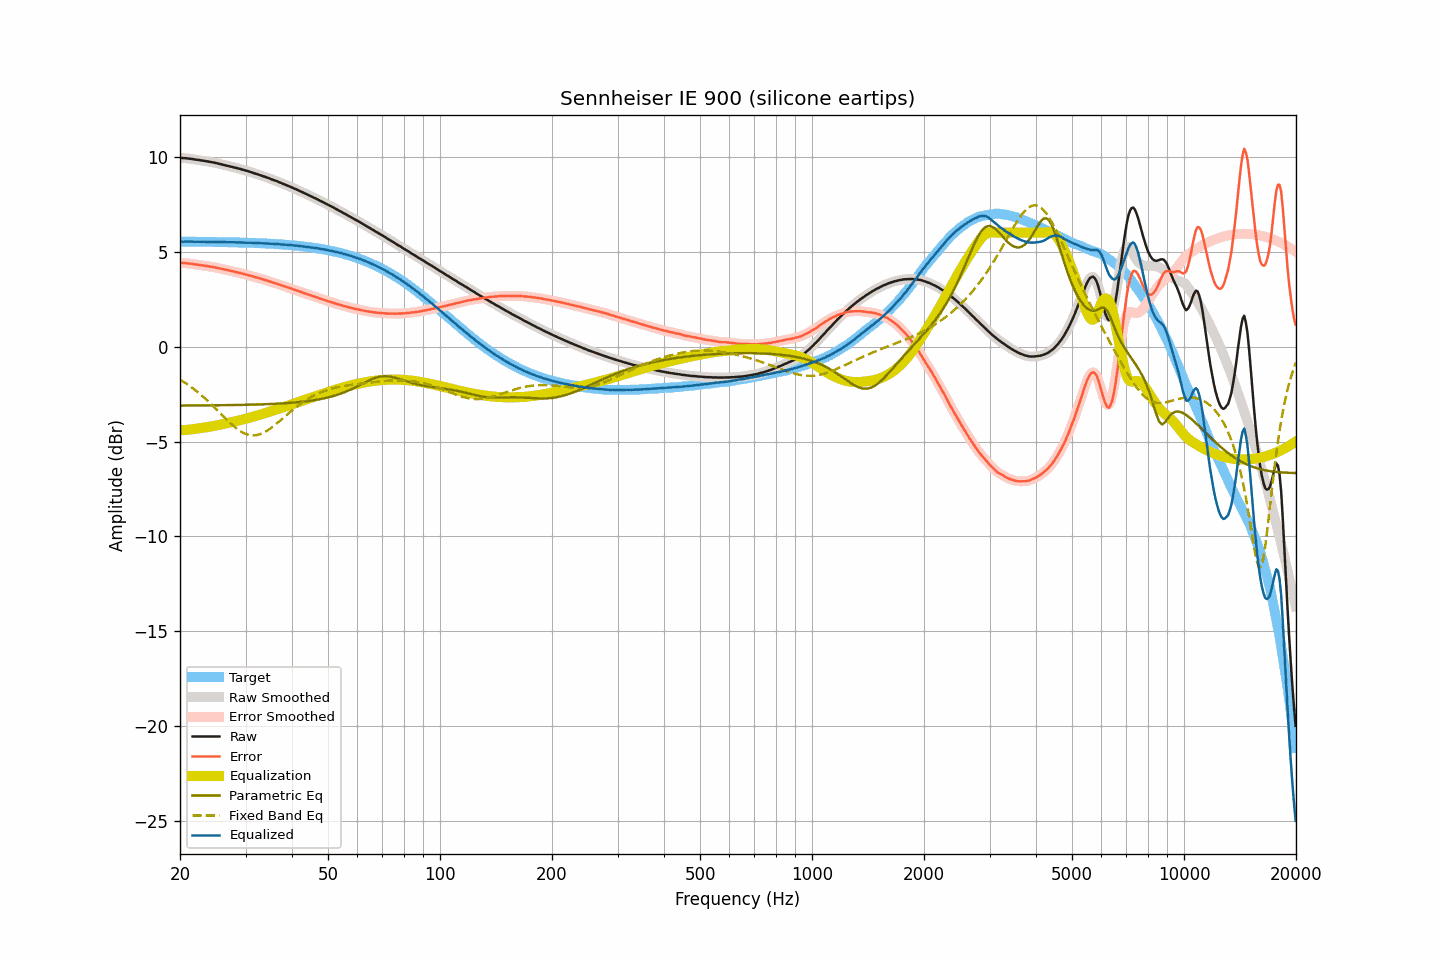 Sennheiser IE 900 (silicone eartips)
Amplitude (dBr)
10
5
0
−5
−10
−15
−20
−25
Target
Raw Smoothed
Error Smoothed
Raw
Error
Equalization
Parametric Eq
Fixed Band Eq
Equalized
20 50 100 200 500 1000 2000 5000 10000 20000
Frequency (Hz)